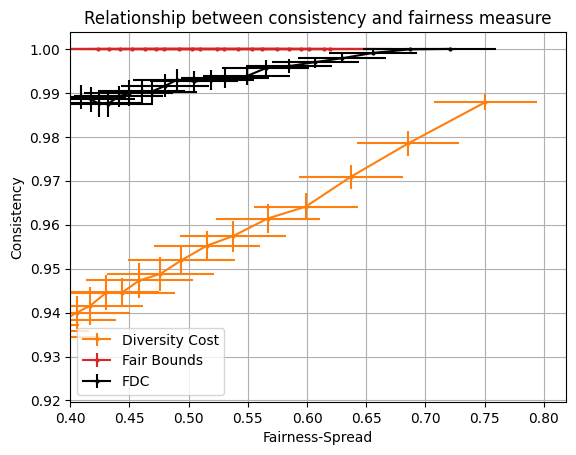 Relationship between consistency and fairness measure
1.00
0.99
0.98
0.97
0.96
0.95
0.94
0.93
0.92
Consistency
Diversity Cost
Fair Bounds
FDC
0.40 0.45 0.50 0.55 0.60 0.65 0.70 0.75 0.80
Fairness-Spread